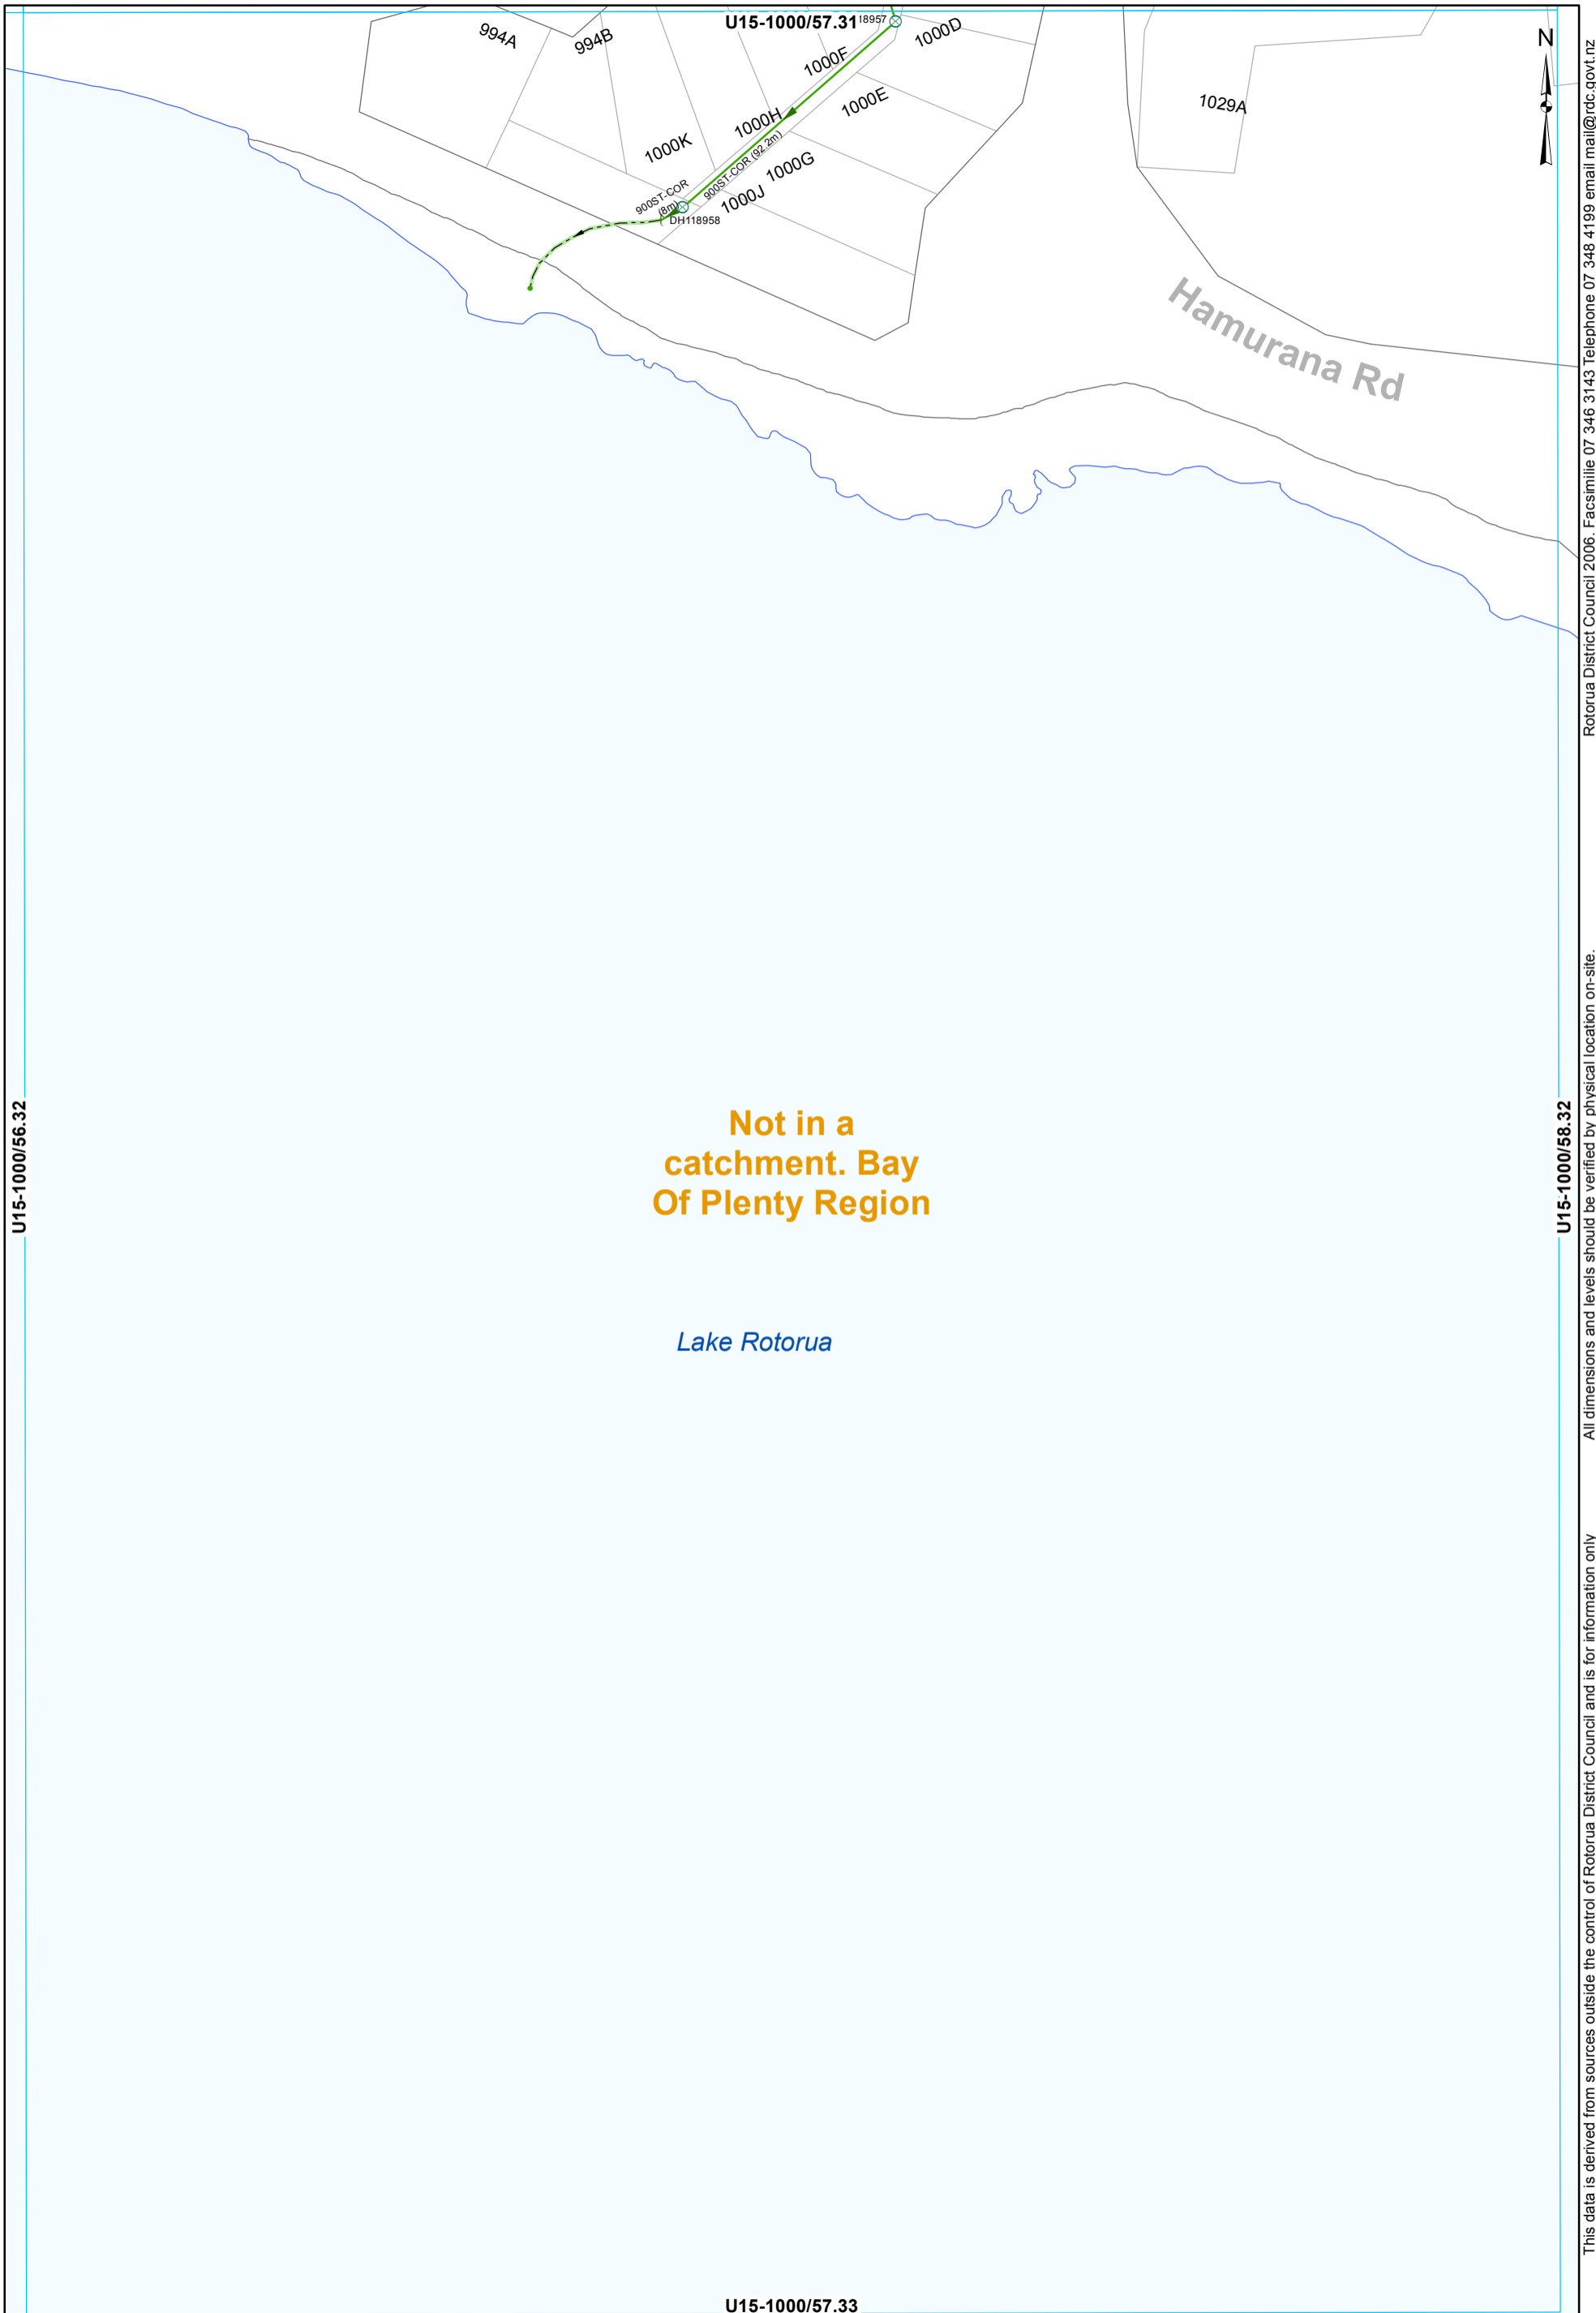 U15-1000/57.31
18957
994A
994B
1000D
1000F
1000E
1029A
N
1000H
1000K
900ST-COR (92.2m)
1000G
1000J
900ST-COR
(8m)
DH118958
Hamurana Rd
U15-1000/56.32
U15-1000/58.32
Not in a
catchment. Bay
Of Plenty Region
Lake Rotorua
U15-1000/57.33
This data is derived from sources outside the control of Rotorua District Council and is for information only
All dimensions and levels should be verified by physical location on-site.
Rotorua District Council 2006. Facsimilie 07 346 3143 Telephone 07 348 4199 email mail@rdc.govt.nz